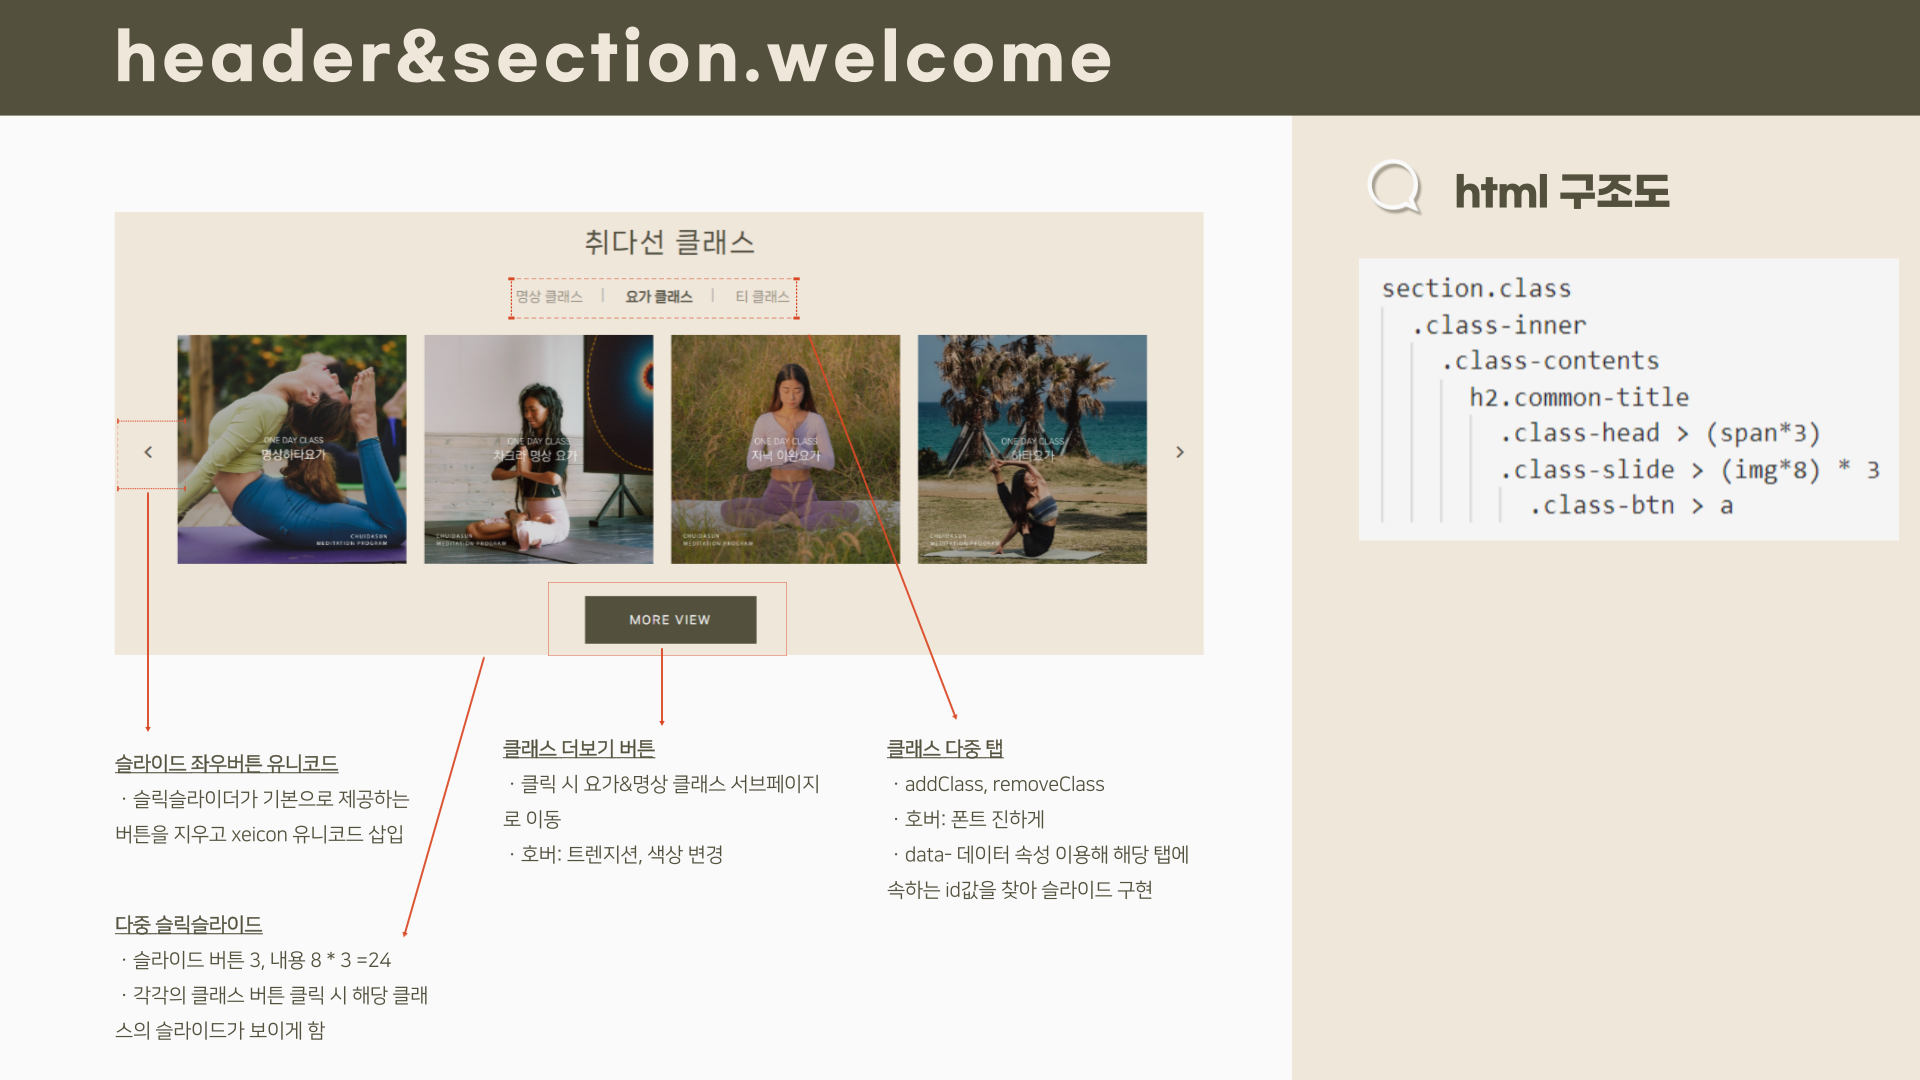 header&section.welcome
취다선 클래스
명상 클래스 | 요가 클래스 | 티 클래스
ONE DAY CLASS
명상하타요가
CHUIDASUN
MEDITATION PROGRAM
ONE DAY CLASS
차크라 명상 요가
CHUIDASUN
MEDITATION PROGRAM
ONE DAY CLASS
저녁 이완요가
CHUIDASUN
MEDITATION PROGRAM
ONE DAY CLASS
하타요가
CHUIDASUN
MEDITATION PROGRAM
MORE VIEW
슬라이드 좌우버튼 유니코드
· 슬릭슬라이더가 기본으로 제공하는
버튼을 지우고 xeicon 유니코드 삽입
다중 슬릭슬라이드
· 슬라이드 버튼 3, 내용 8 * 3 =24
· 각각의 클래스 버튼 클릭 시 해당 클래
스의 슬라이드가 보이게 함
클래스 더보기 버튼
· 클릭 시 요가&명상 클래스 서브페이지
로 이동
· 호버: 트렌지션, 색상 변경
클래스 다중 탭
· addClass, removeClass
· 호버: 폰트 진하게
· data- 데이터 속성 이용해 해당 탭에
속하는 id값을 찾아 슬라이드 구현
html 구조도
section.class
.class-inner
.class-contents
h2.common-title
.class-head > (span*3)
.class-slide > (img*8) * 3
.class-btn > a